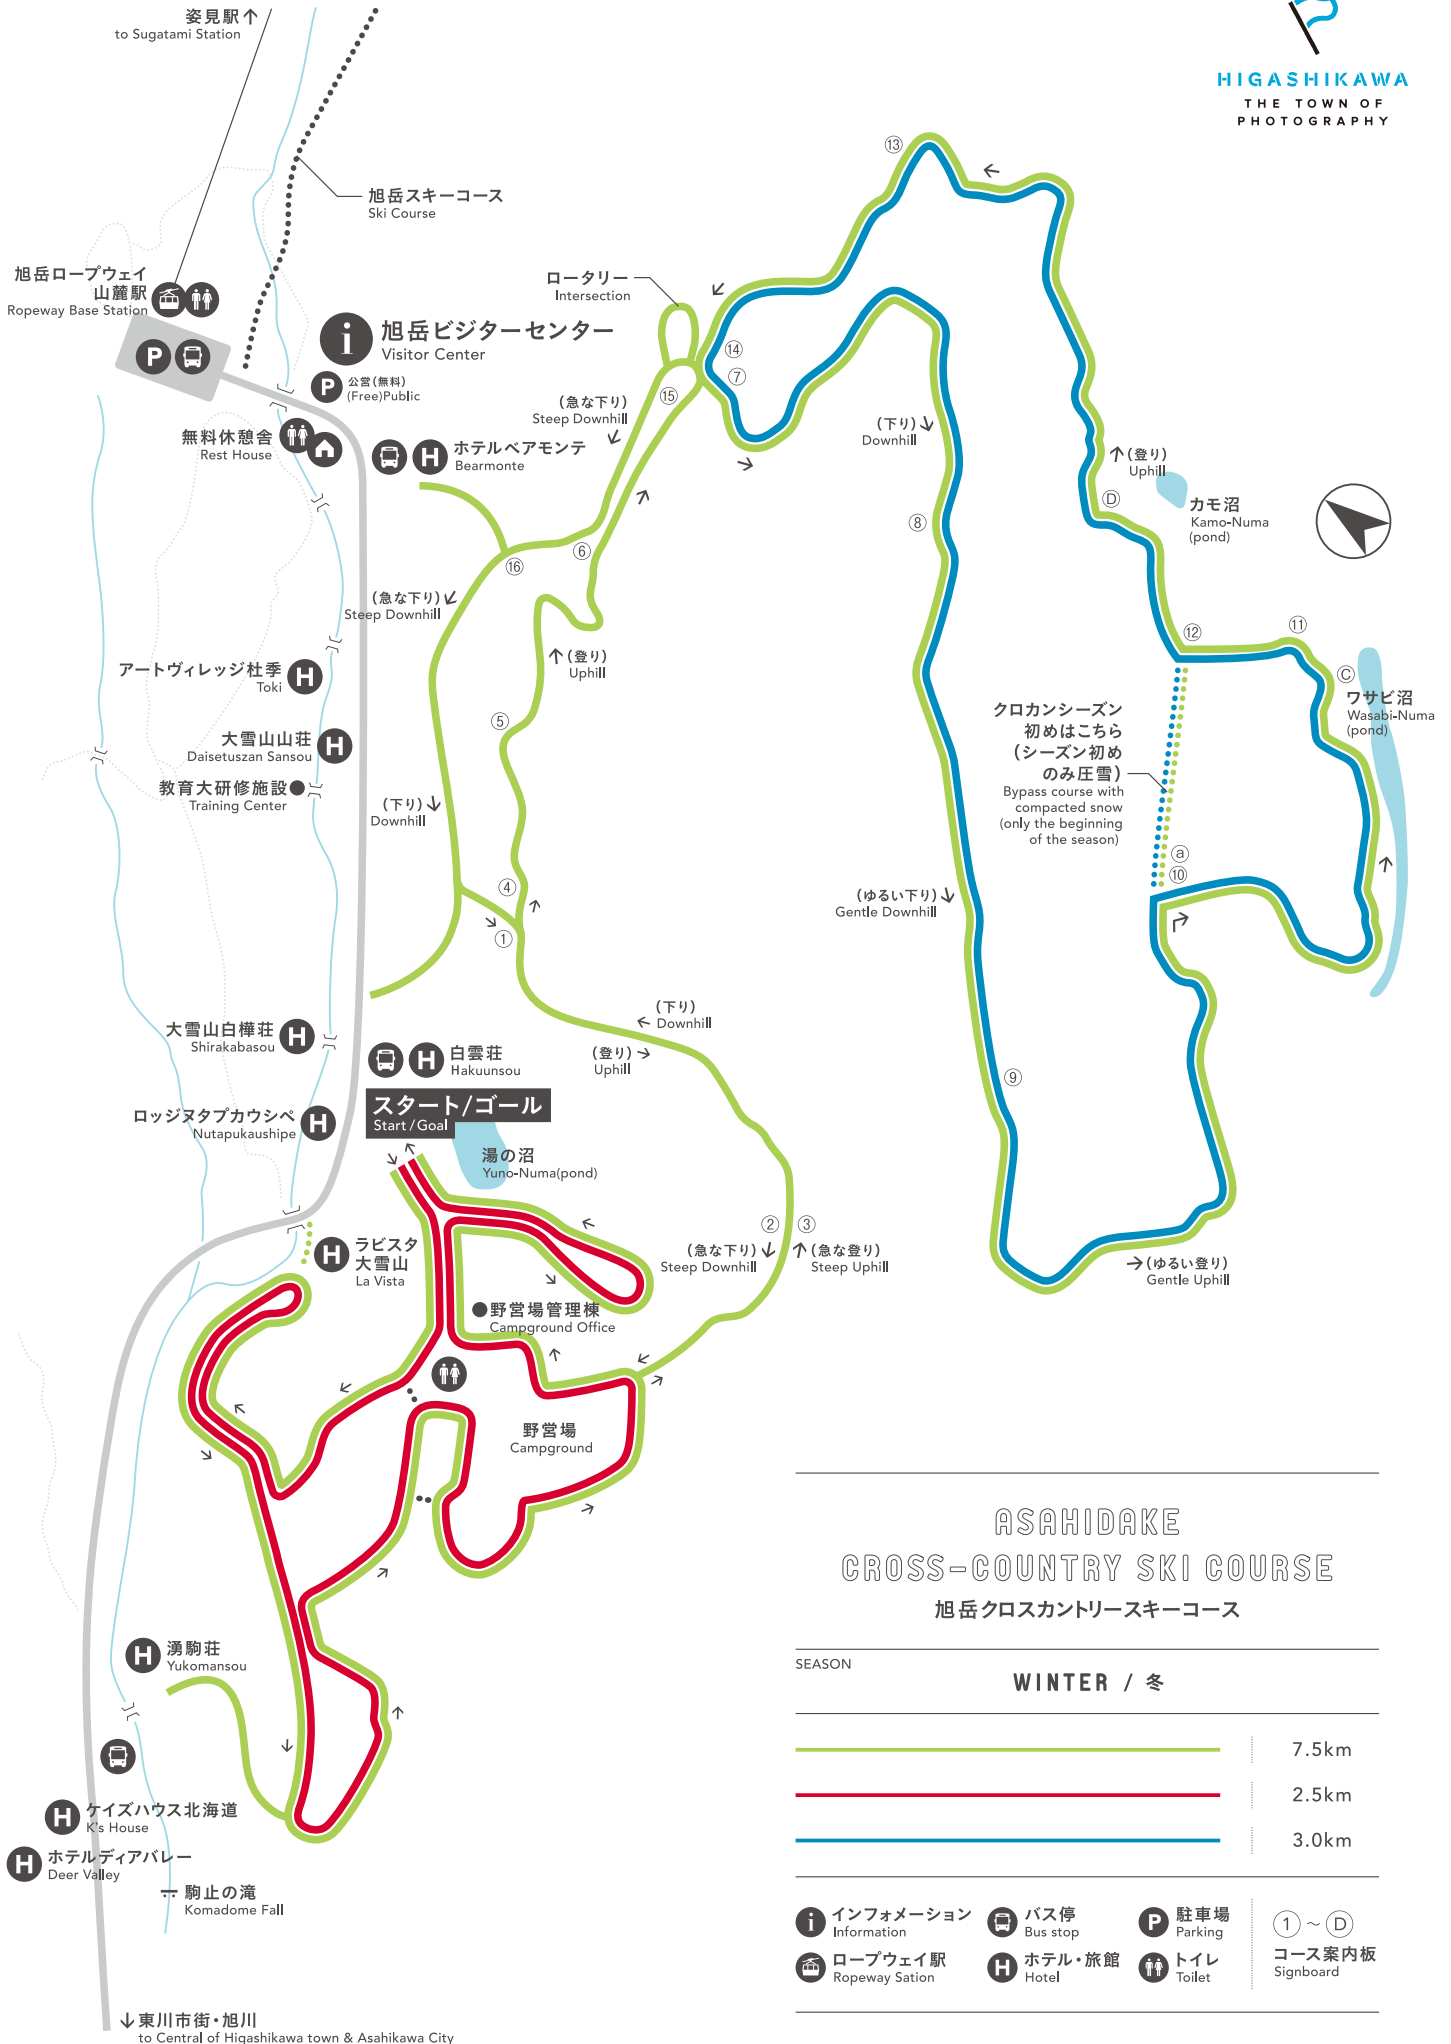 姿見駅↑
to Sugatami Station
HIGASHIKAWA
THE TOWN OF
PHOTOGRAPHY
旭岳スキーコース
Ski Course
旭岳ロープウェイ
山麓駅
Ropeway Base Station
P
i
旭岳ビジターセンター
Visitor Center
P
公営(無料)
(Free)Public
無料休憩舎
Rest House
H
ホテルベアモンテ
Bearmonte
ロータリー
Intersection
(急な下り)
Steep Downhill
⑬
⑭
⑦
⑮
(下り)
Downhill
⑧
↑(登り)
Uphill
Ⓓ
カモ沼
Kamo-Numa
(pond)
⑥
⑯
(急な下り)
Steep Downhill
↑(登り)
Uphill
⑫
⑪
Ⓒ
ワサビ沼
Wasabi-Numa
(pond)
アートヴィレッジ杜季
Toki
H
大雪山山荘
Daisetuszan Sansou
H
教育大研修施設
Training Center
⑤
(下り)
Downhill
クロカンシーズン
初めはこちら
(シーズン初め
のみ圧雪)
Bypass course with
compacted snow
(only the beginning
of the season)
ⓐ
⑩
④
①
(ゆるい下り)
Gentle Downhill
大雪山白樺荘
Shirakabasou
H
(下り)
Downhill
(登り)
Uphill
H
白雲荘
Hakuunsou
スタート/ゴール
Start/Goal
⑨
ロッジヌタプカウシペ
Nutapukaushipe
H
湯の沼
Yuno-Numa(pond)
②
③
(急な下り)
Steep Downhill
(急な登り)
Steep Uphill
→(ゆるい登り)
Gentle Uphill
H
ラビスタ
大雪山
La Vista
野営場管理棟
Campground Office
野営場
Campground
ASAHIDAKE
CROSS-COUNTRY SKI COURSE
旭岳クロスカントリースキーコース
SEASON
WINTER / 冬
7.5km
2.5km
3.0km
H
湧駒荘
Yukomansou
H
ケイズハウス北海道
K's House
H
ホテルディアバレー
Deer Valley
駒止の滝
Komadome Fall
i
インフォメーション
Information
バス停
Bus stop
P
駐車場
Parking
①～Ⓓ
コース案内板
Signboard
ロープウェイ駅
Ropeway Sation
H
ホテル・旅館
Hotel
トイレ
Toilet
↓東川市街・旭川
to Central of Higashikawa town & Asahikawa City